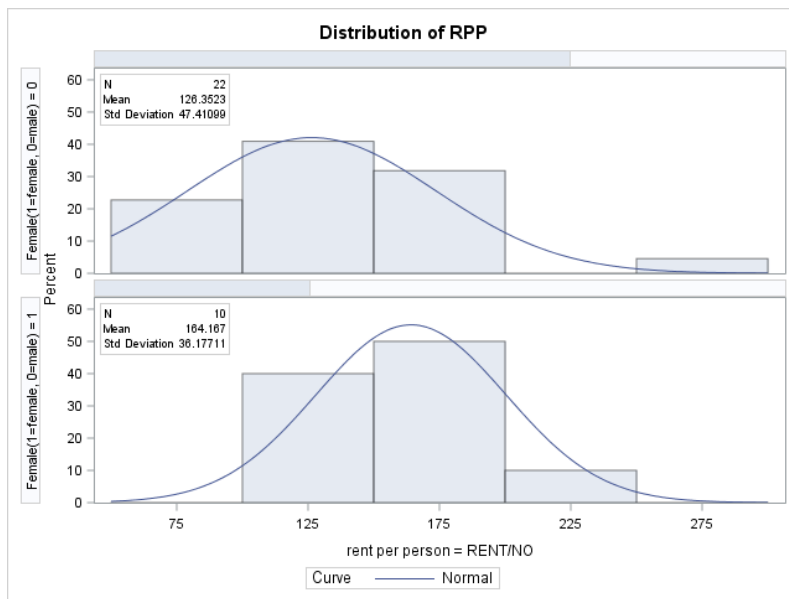 Distribution of RPP
Female(1=female, 0=male) = 0
Percent
60
50
40
30
20
10
0
N 22
Mean 126.3523
Std Deviation 47.41099
Female(1=female, 0=male) = 1
60
50
40
30
20
10
0
N 10
Mean 164.167
Std Deviation 36.17711
75 125 175 225 275
rent per person = RENT/NO
Curve Normal